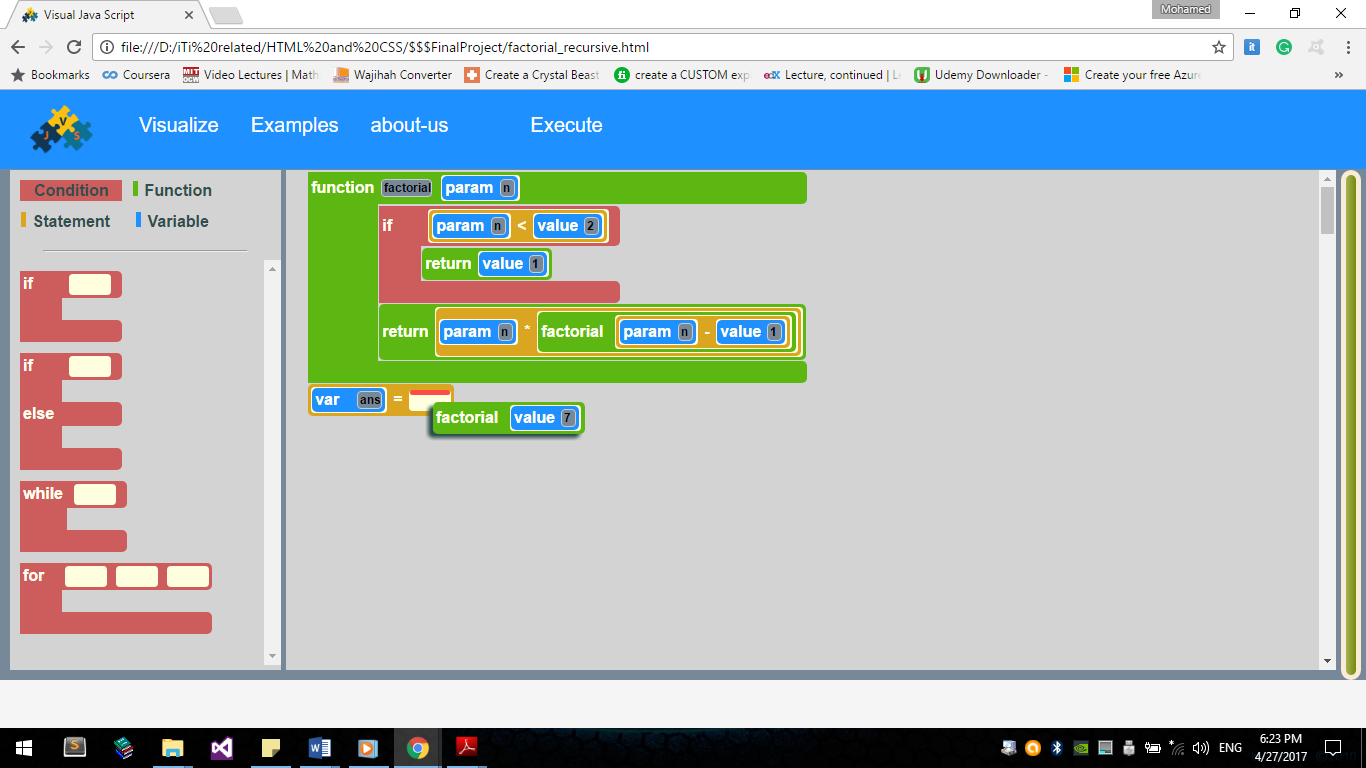 Visual Java Script
Mohamed
file:///D:/iTi%20related/HTML%20and%20CSS/$$$FinalProject/factorial_recursive.html
Bookmarks Coursera MIT OCW Video Lectures | Math Wajihah Converter Create a Crystal Beast create a CUSTOM exp edX Lecture, continued | Le Udemy Downloader - Create your free Azure »
JVS Visualize Examples about-us Execute
Condition Function
Statement Variable
if
if
else
while
for
function factorial param n
if param n < value 2
return value 1
return param n * factorial param n - value 1
var ans =
factorial value 7
ENG
6:23 PM
4/27/2017